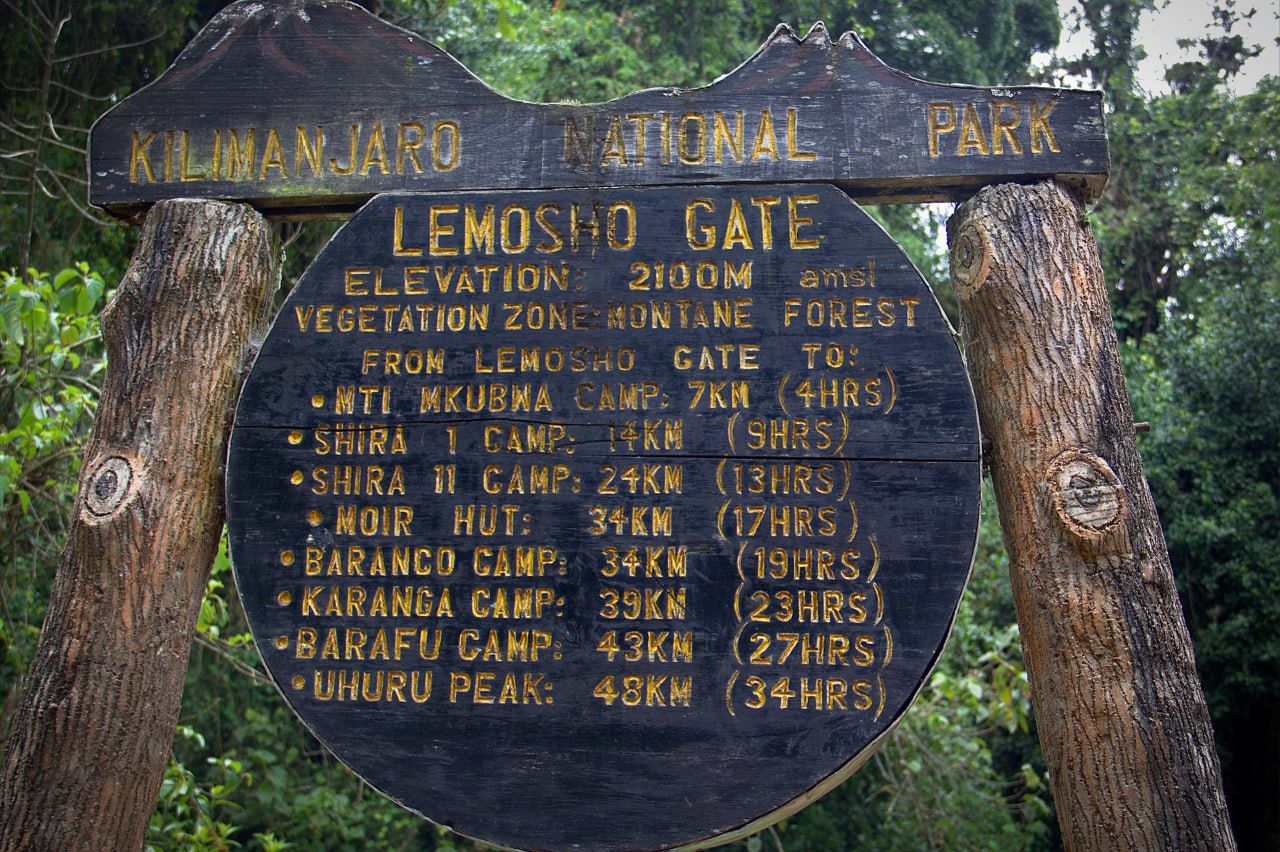 KILIMANJARO NATIONAL PARK
LEMOSHO GATE
ELEVATION: 2100M amsl
VEGETATION ZONE: MONTANE FOREST
FROM LEMOSHO GATE TO:
• MTI MKUBWA CAMP: 7KM (4HRS)
• SHIRA 1 CAMP: 14KM (9HRS)
• SHIRA 11 CAMP: 24KM (13HRS)
• MOIR HUT: 34KM (17HRS)
• BARANCO CAMP: 34KM (19HRS)
• KARANGA CAMP: 39KM (23HRS)
• BARAFU CAMP: 43KM (27HRS)
• UHURU PEAK: 48KM (34HRS)